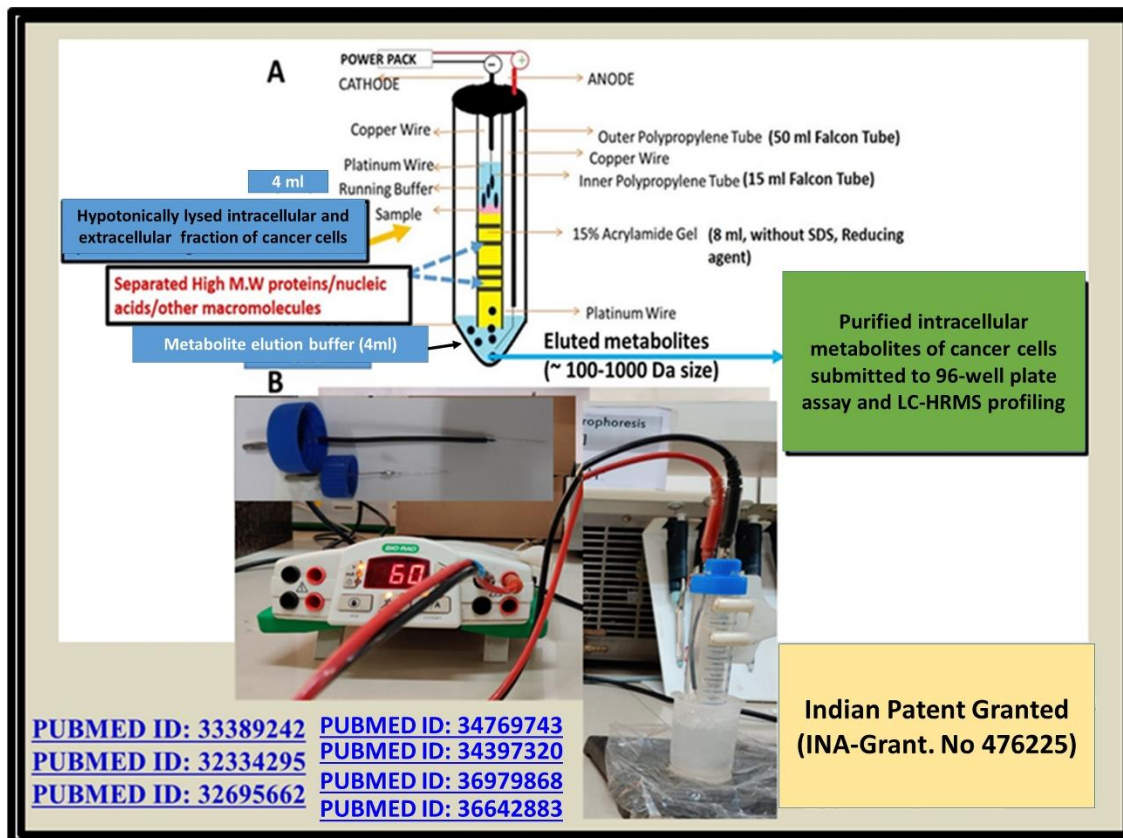 A
POWER PACK
−
+
CATHODE
ANODE
Copper Wire
Outer Polypropylene Tube (50 ml Falcon Tube)
Copper Wire
Platinum Wire
Inner Polypropylene Tube (15 ml Falcon Tube)
4 ml
Running Buffer
Sample
Hypotonically lysed intracellular and
extracellular fraction of cancer cells
15% Acrylamide Gel (8 ml, without SDS, Reducing
agent)
Separated High M.W proteins/nucleic
acids/other macromolecules
Platinum Wire
Metabolite elution buffer (4ml)
Eluted metabolites
(~ 100-1000 Da size)
Purified intracellular
metabolites of cancer cells
submitted to 96-well plate
assay and LC-HRMS profiling
B
rophoresis
BIO-RAD
60
PUBMED ID: 33389242
PUBMED ID: 32334295
PUBMED ID: 32695662
PUBMED ID: 34769743
PUBMED ID: 34397320
PUBMED ID: 36979868
PUBMED ID: 36642883
Indian Patent Granted
(INA-Grant. No 476225)